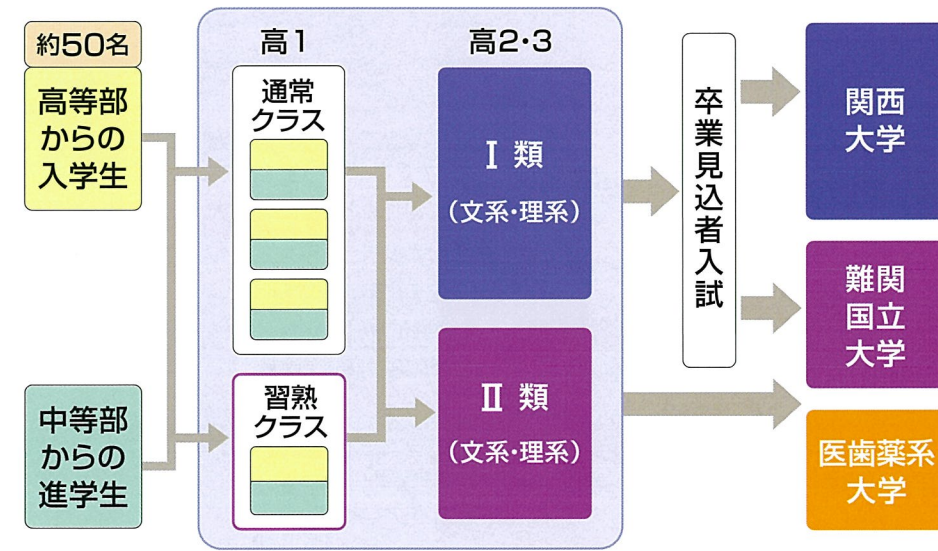 約50名
高等部
からの
入学生
中等部
からの
進学生
高1
通常
クラス
習熟
クラス
高2・3
Ⅰ 類
（文系・理系）
Ⅱ 類
（文系・理系）
卒業見込者入試
関西
大学
難関
国立
大学
医歯薬系
大学